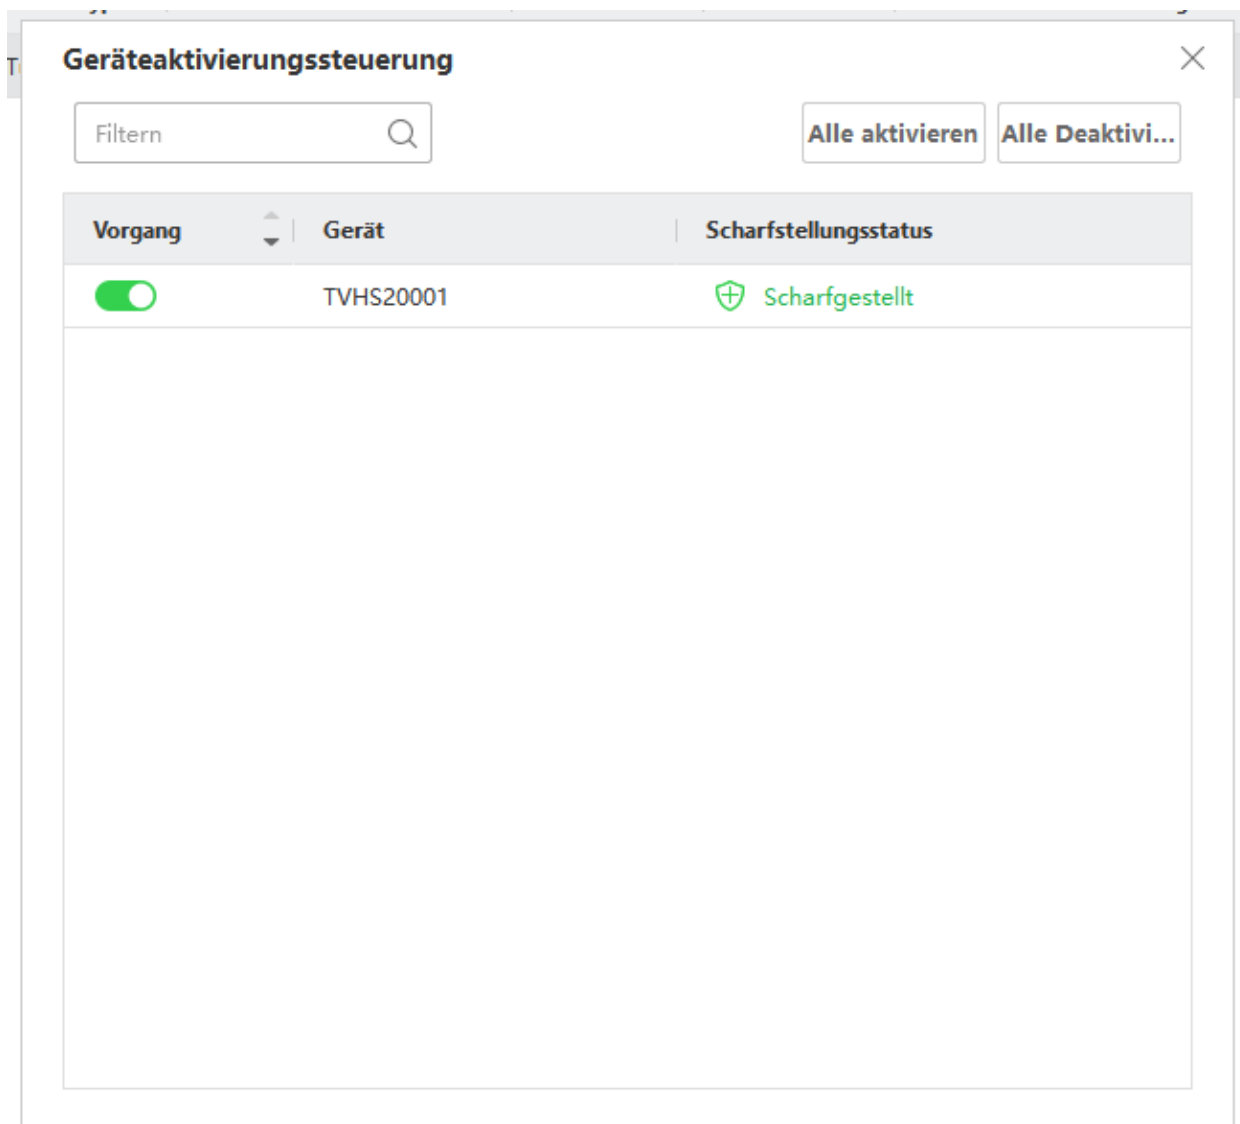 Geräteaktivierungssteuerung
Filtern
Alle aktivieren
Alle Deaktivi...
Vorgang
Gerät
Scharfstellungsstatus
TVHS20001
Scharfgestellt